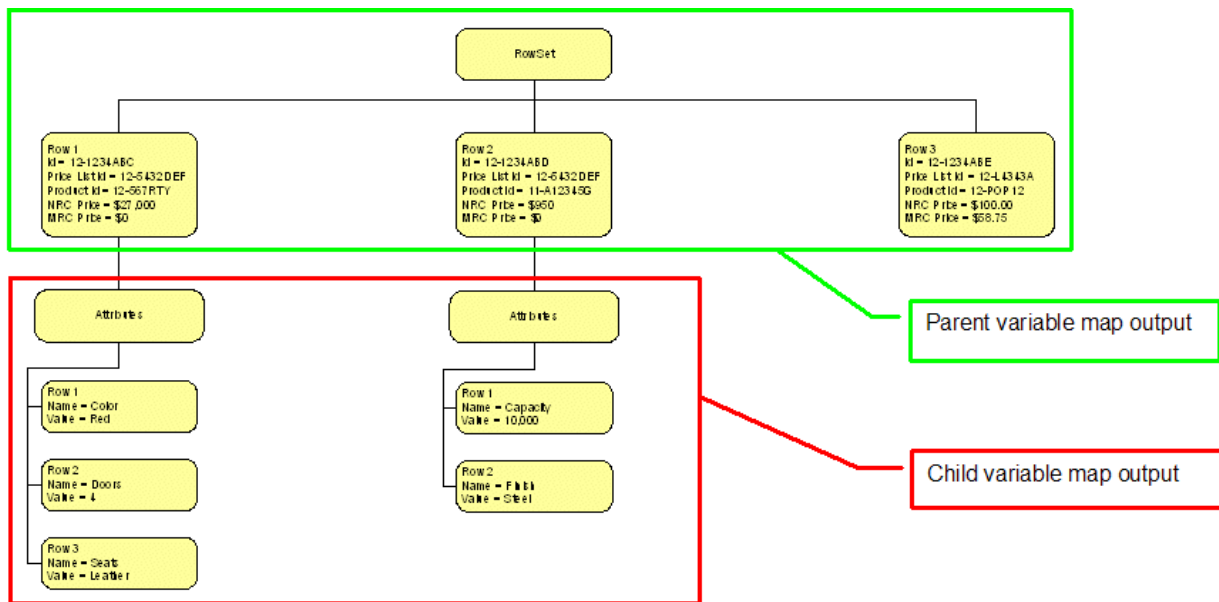 RowSet
Row 1
Id = 12-1234ABC
Price List Id = 12-5432DEF
Product Id = 12-567RTY
NRC Price = $27,000
MRC Price = $0
Row 2
Id = 12-1234ABD
Price List Id = 12-5432DEF
Product Id = 11-A12345G
NRC Price = $950
MRC Price = $0
Row 3
Id = 12-1234ABE
Price List Id = 12-L4343A
Product Id = 12-POP12
NRC Price = $100.00
MRC Price = $58.75
Parent variable map output
Attributes
Row 1
Name = Color
Value = Red
Row 2
Name = Doors
Value = 4
Row 3
Name = Seats
Value = Leather
Attributes
Row 1
Name = Capacity
Value = 10,000
Row 2
Name = Finish
Value = Steel
Child variable map output